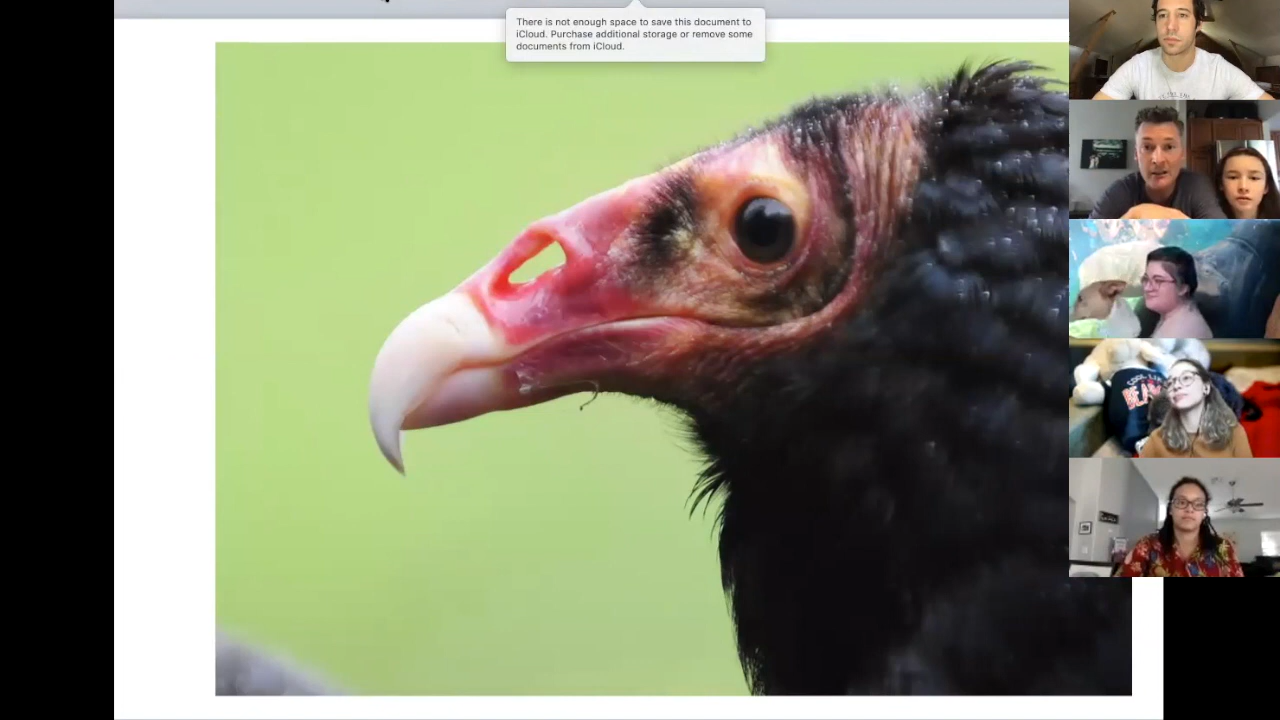 There is not enough space to save this document to
iCloud. Purchase additional storage or remove some
documents from iCloud.
COOL